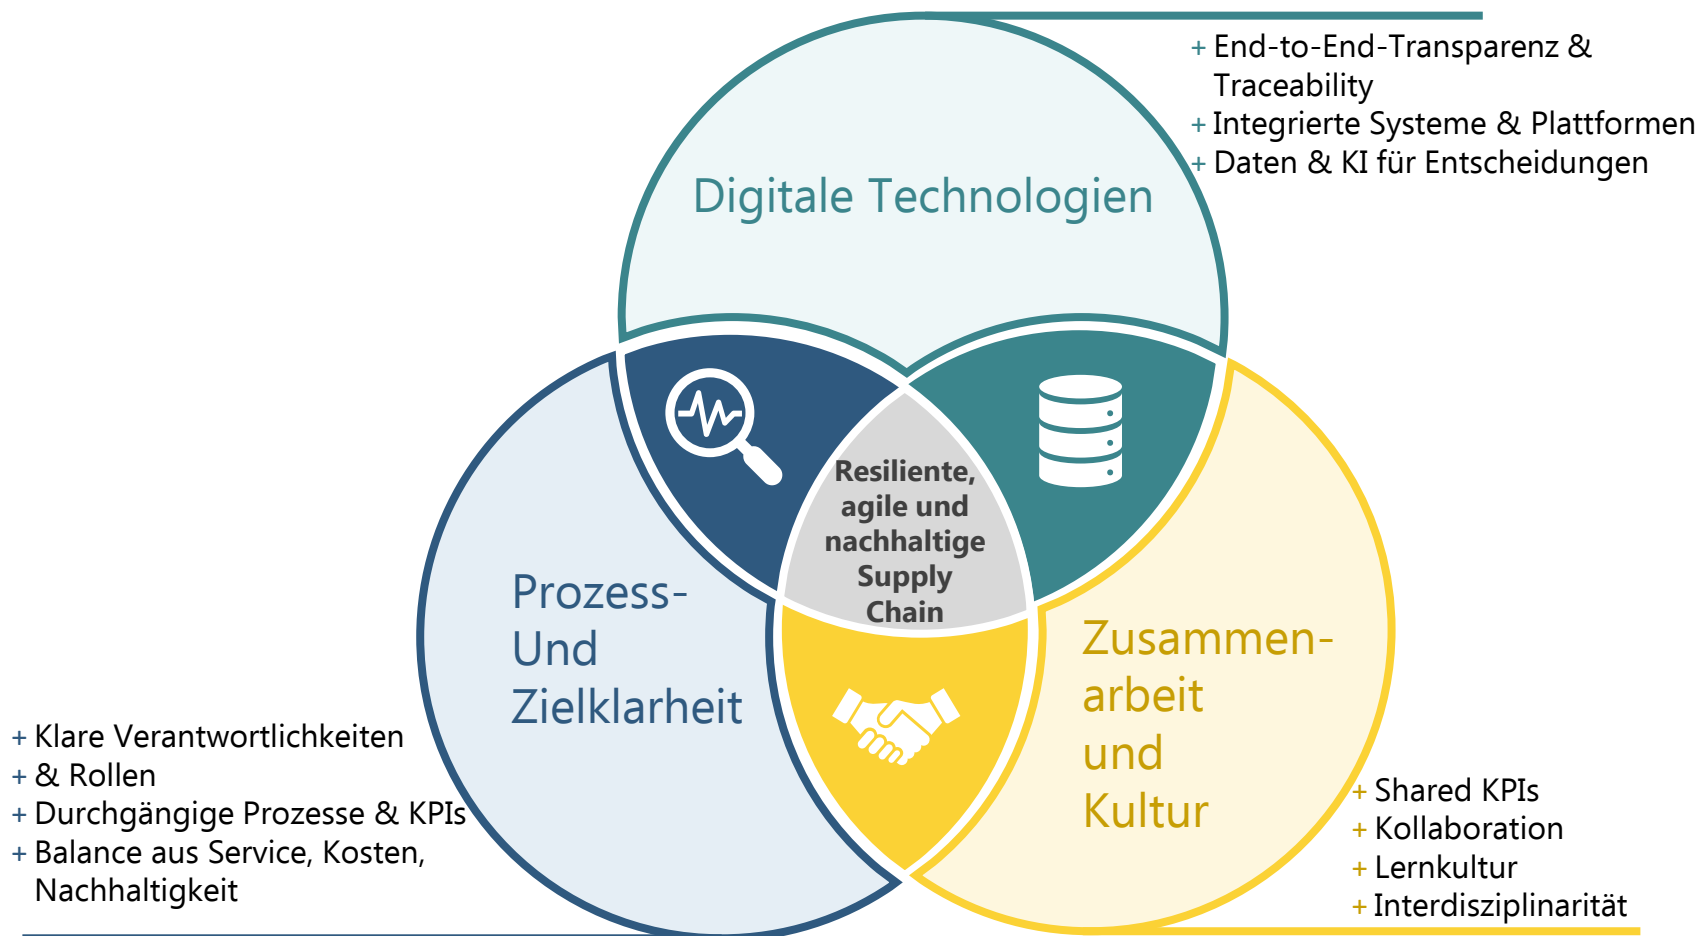 + End-to-End-Transparenz &
Traceability
+ Integrierte Systeme & Plattformen
+ Daten & KI für Entscheidungen
Digitale Technologien
Resiliente,
agile und
nachhaltige
Supply
Chain
Prozess-
Und
Zielklarheit
Zusammen-
arbeit
und
Kultur
+ Klare Verantwortlichkeiten
+ & Rollen
+ Durchgängige Prozesse & KPIs
+ Balance aus Service, Kosten,
Nachhaltigkeit
+ Shared KPIs
+ Kollaboration
+ Lernkultur
+ Interdisziplinarität